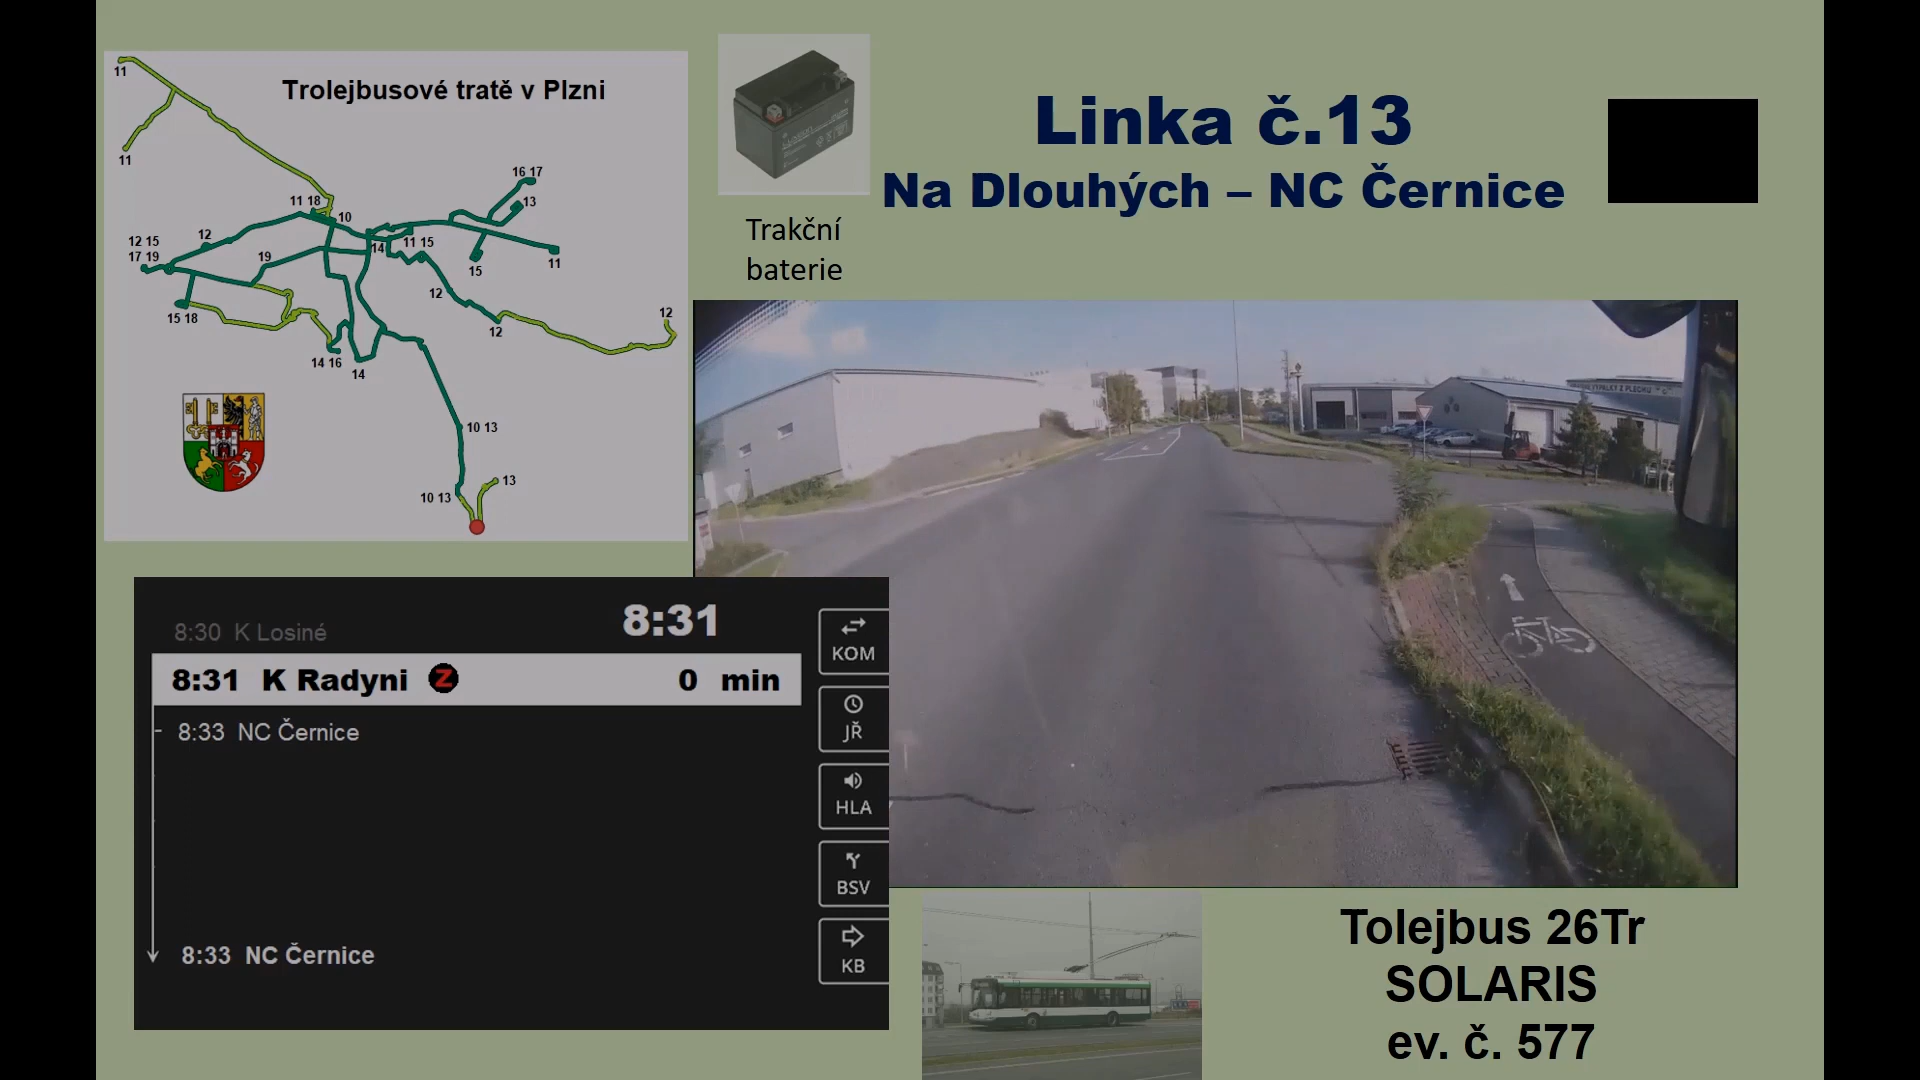 Trolejbusové tratě v Plzni
11
11
11 18
10
16 17
13
12 15
17 19
12
19
14
11 15
15
11
12
15 18
12
12
14 16
14
10 13
10 13
13
Trakční
baterie
Linka č.13
Na Dlouhých – NC Černice
VÝPALKY Z PLECHU
8:31
8:30 K Losiné
8:31 K Radyni Z 0 min
8:33 NC Černice
8:33 NC Černice
KOM
JŘ
HLA
BSV
KB
Tolejbus 26Tr
SOLARIS
ev. č. 577